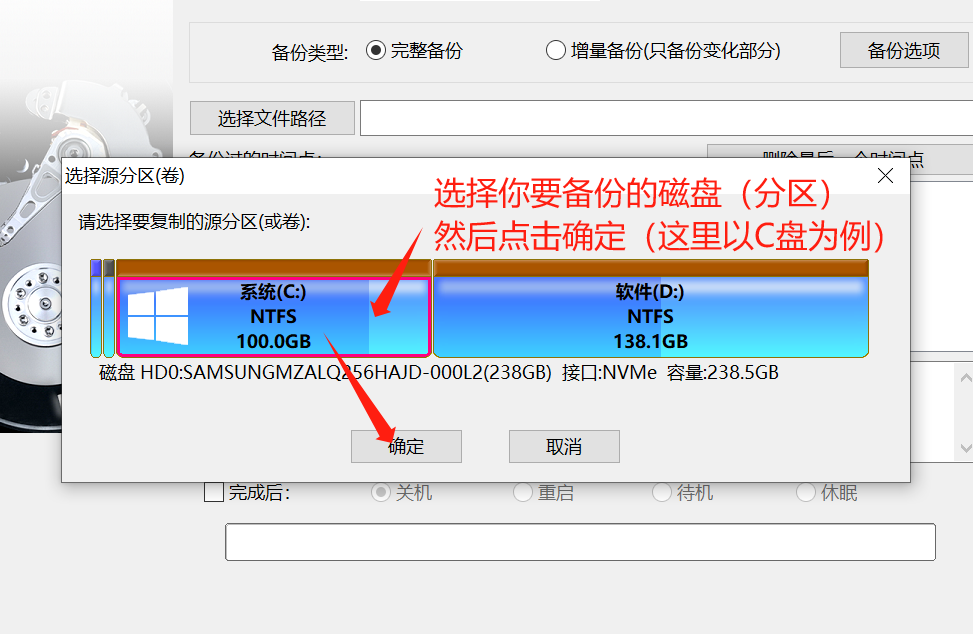 备份类型: 完整备份 增量备份(只备份变化部分) 备份选项
选择文件路径
备份过的时间点: 删除最后一个时间点
选择源分区(卷)
选择你要备份的磁盘（分区）
请选择要复制的源分区(或卷):
然后点击确定（这里以C盘为例）
系统(C:) 软件(D:)
NTFS NTFS
100.0GB 138.1GB
磁盘 HD0:SAMSUNGMZALQ256HAJD-000L2(238GB) 接口:NVMe 容量:238.5GB
确定 取消
完成后: 关机 重启 待机 休眠